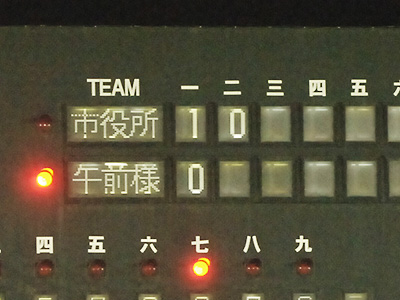 TEAM 一 二 三 四 五
市役所 1 0
午前様 0
四 五 六 七 八 九